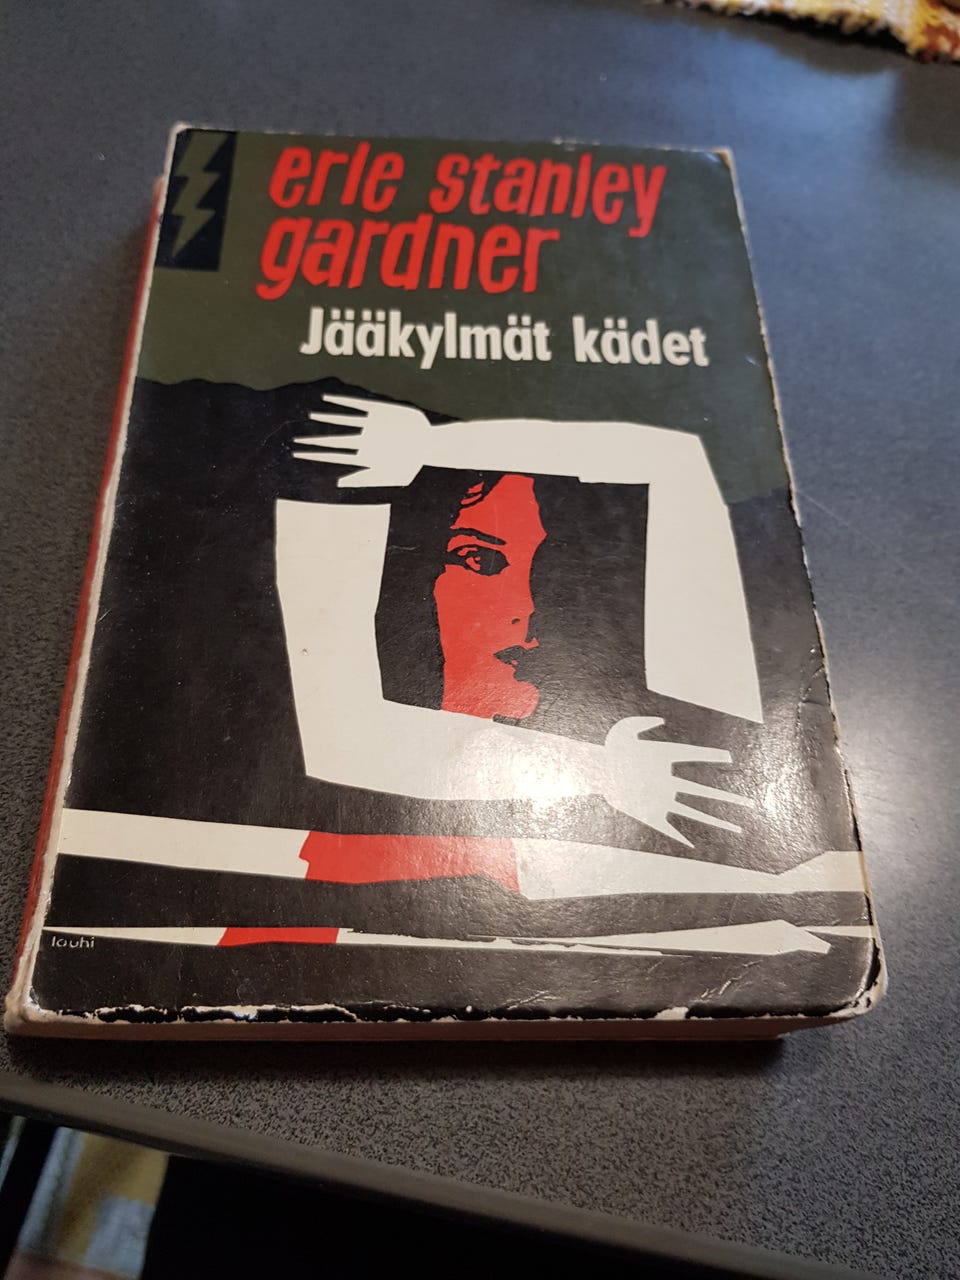 erle stanley
gardner
Jääkylmät kädet
lauhi